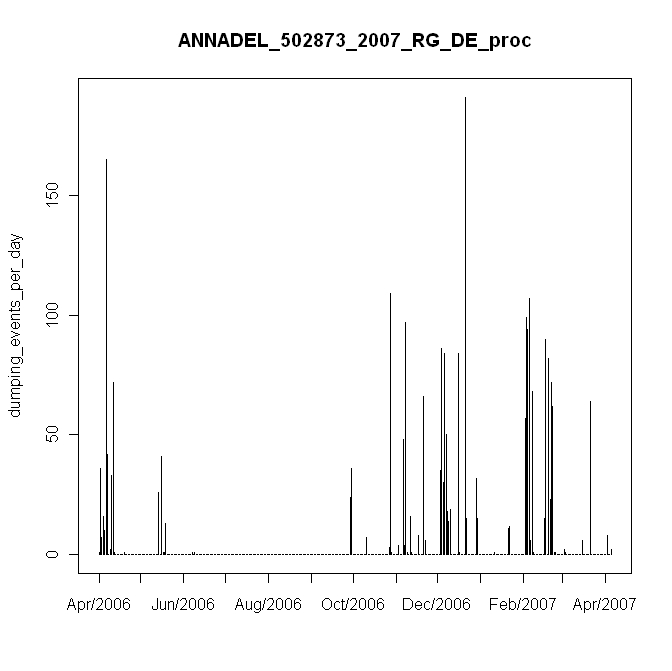 ANNADEL_502873_2007_RG_DE_proc
dumping_events_per_day
150
100
50
0
Apr/2006 Jun/2006 Aug/2006 Oct/2006 Dec/2006 Feb/2007 Apr/2007